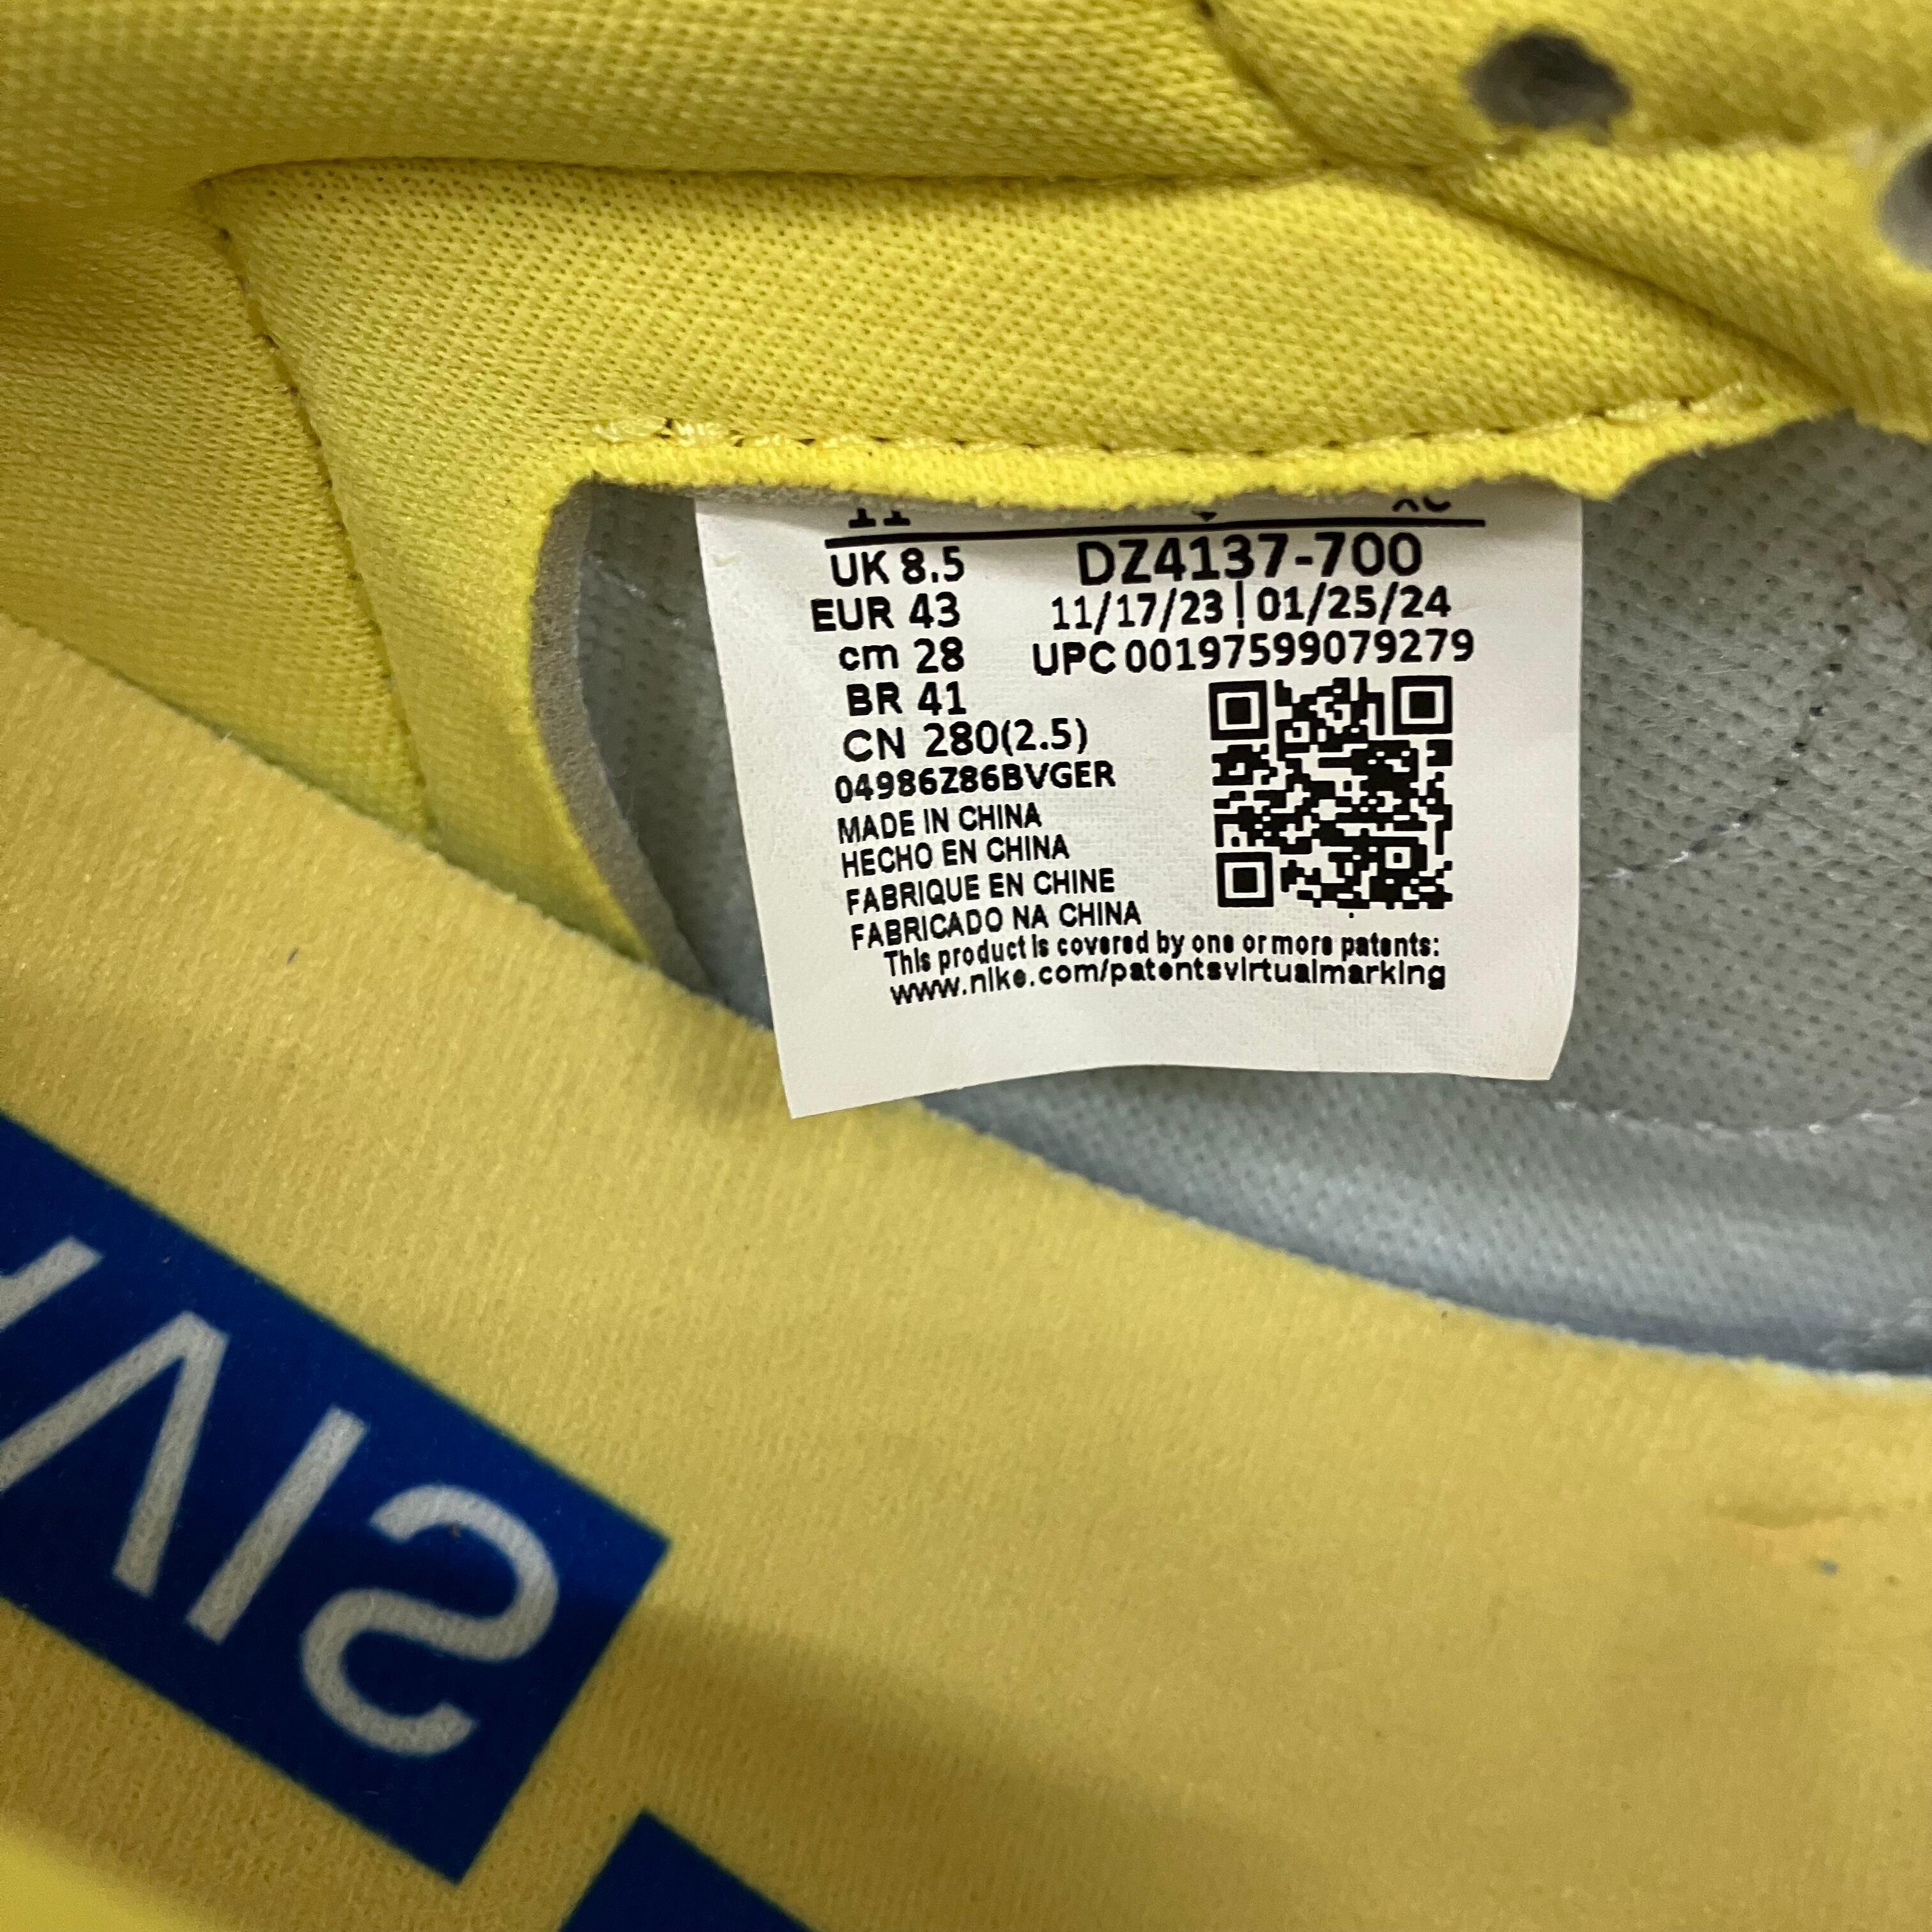 UK 8.5
EUR 43
cm 28
BR 41
CN 280(2.5)
DZ4137-700
11/17/23 | 01/25/24
UPC 00197599079279
04986Z86BVGER
MADE IN CHINA
HECHO EN CHINA
FABRIQUE EN CHINE
FABRICADO NA CHINA
This product is covered by one or more patents:
www.nike.com/patentsvirtualmarking